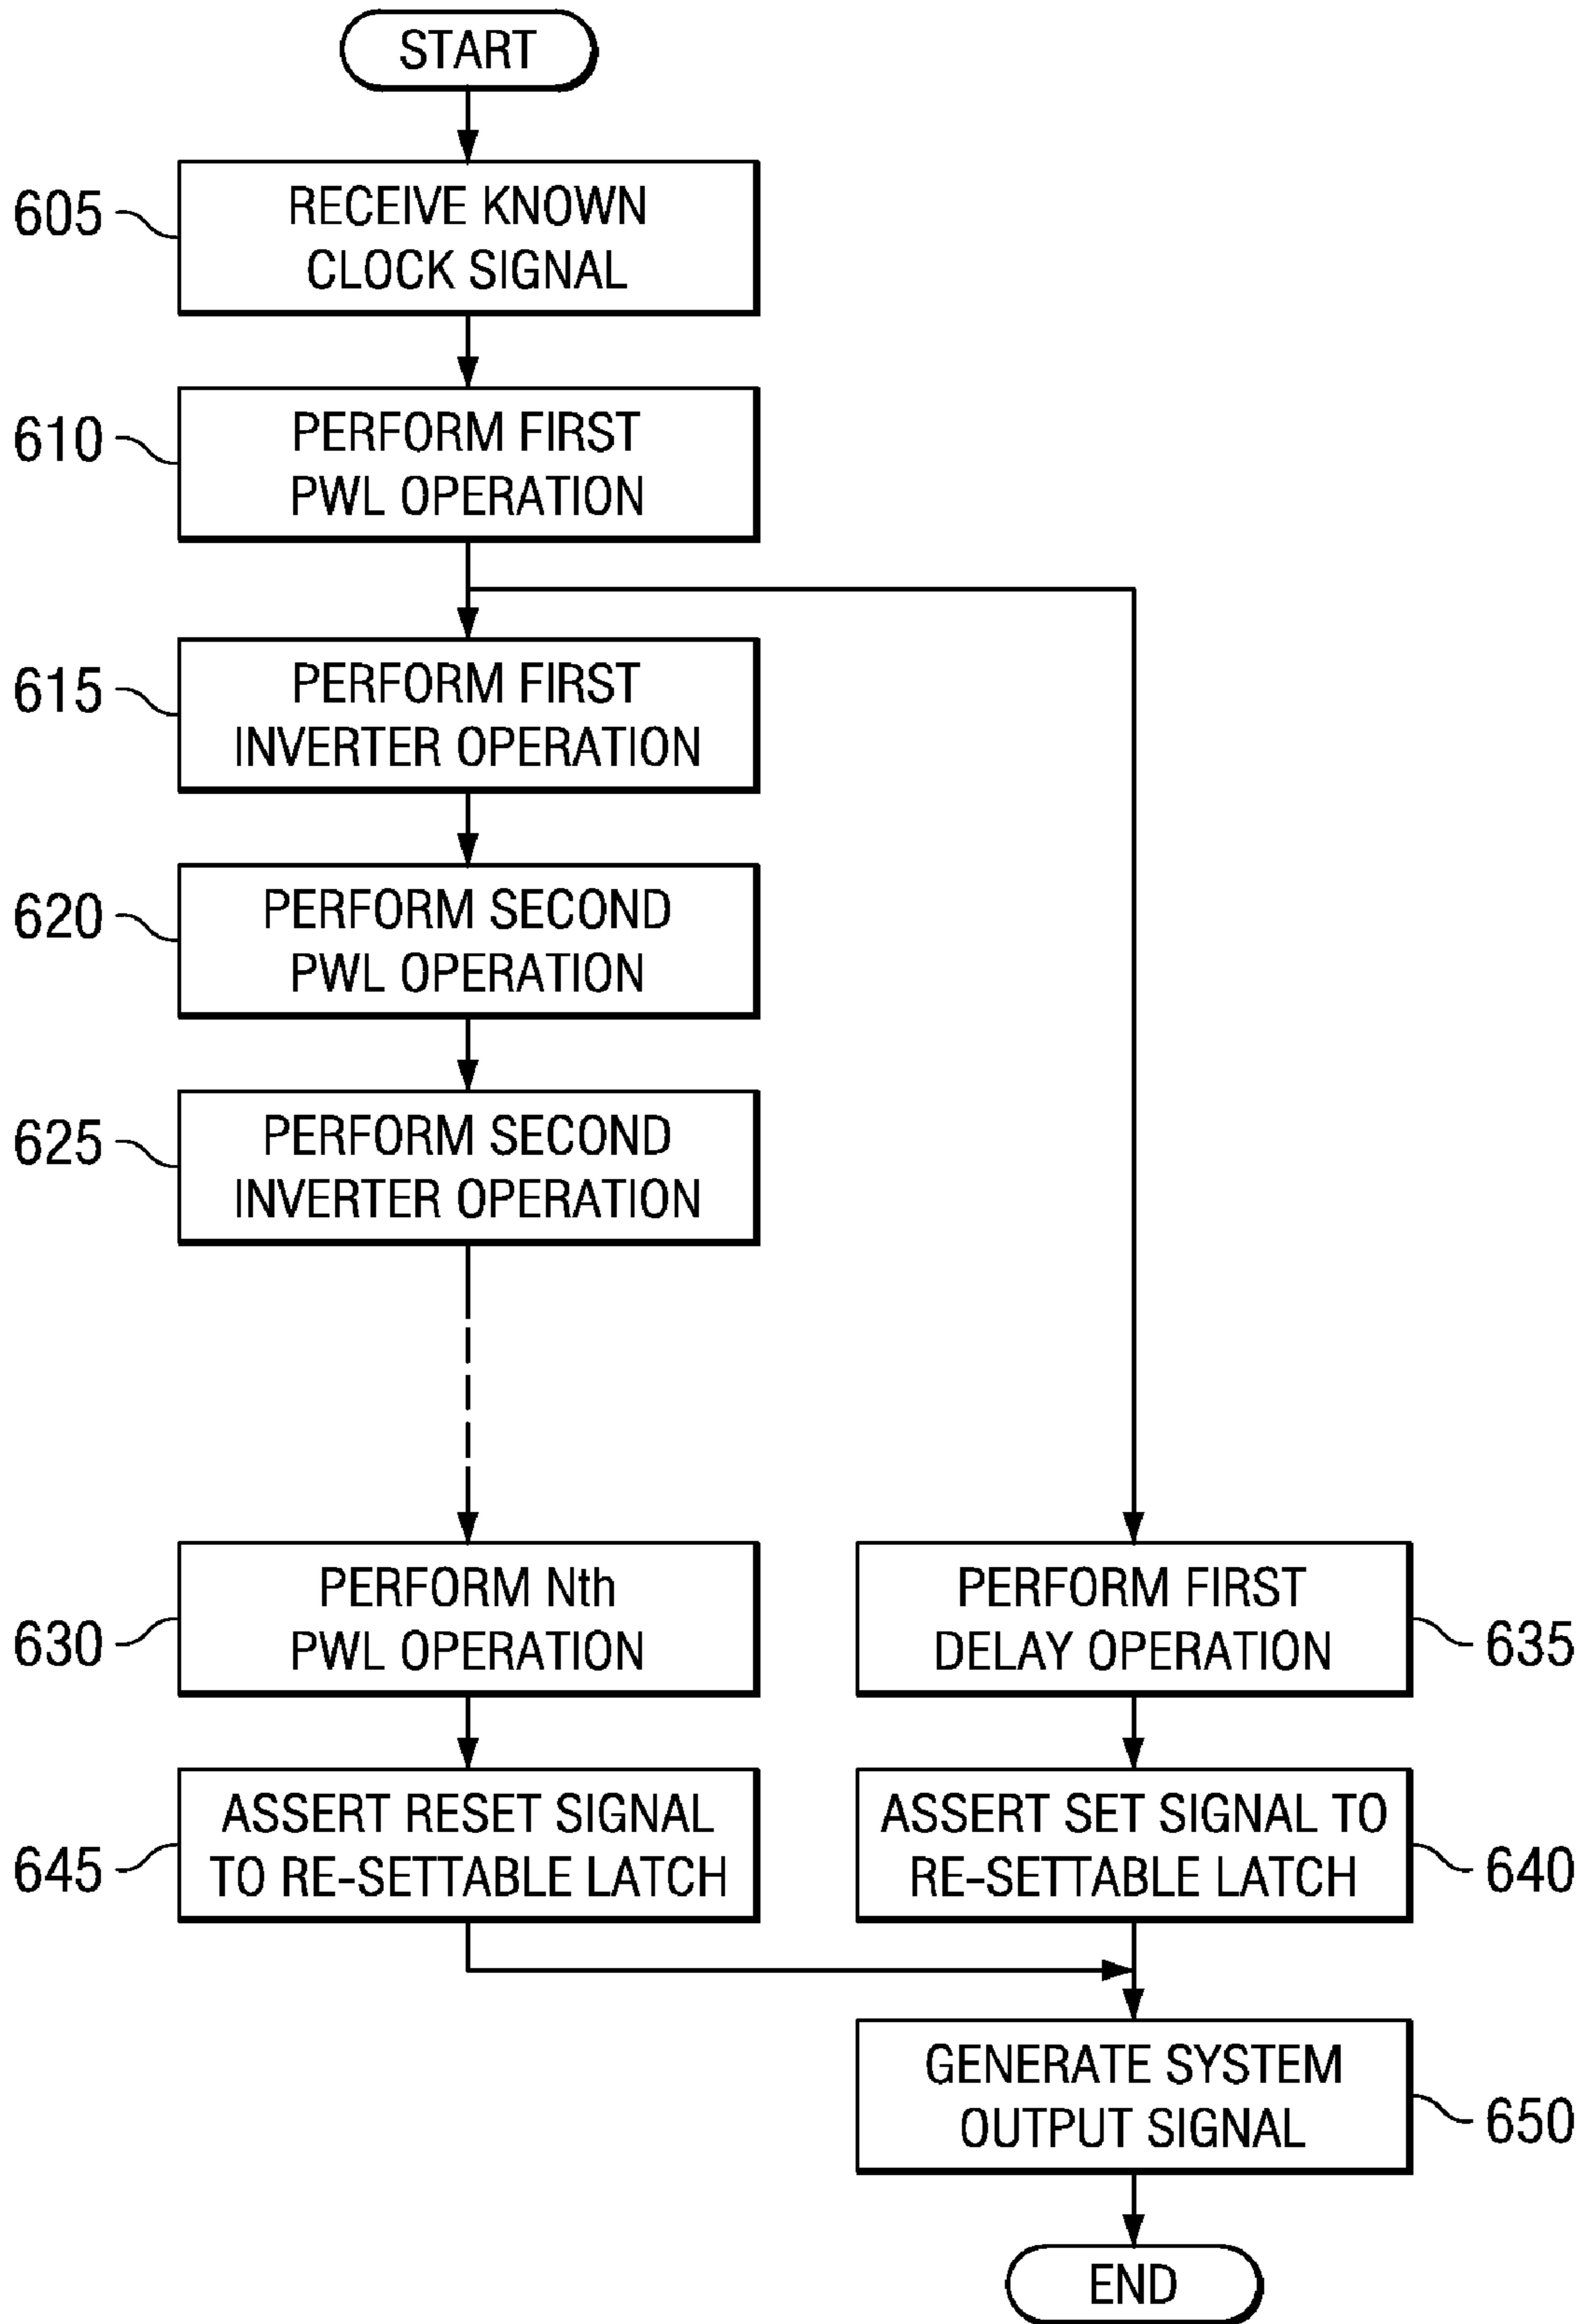 START
605
RECEIVE KNOWN
CLOCK SIGNAL
610
PERFORM FIRST
PWL OPERATION
615
PERFORM FIRST
INVERTER OPERATION
620
PERFORM SECOND
PWL OPERATION
625
PERFORM SECOND
INVERTER OPERATION
630
PERFORM Nth
PWL OPERATION
PERFORM FIRST
DELAY OPERATION
635
645
ASSERT RESET SIGNAL
TO RE-SETTABLE LATCH
ASSERT SET SIGNAL TO
RE-SETTABLE LATCH
640
GENERATE SYSTEM
OUTPUT SIGNAL
650
END